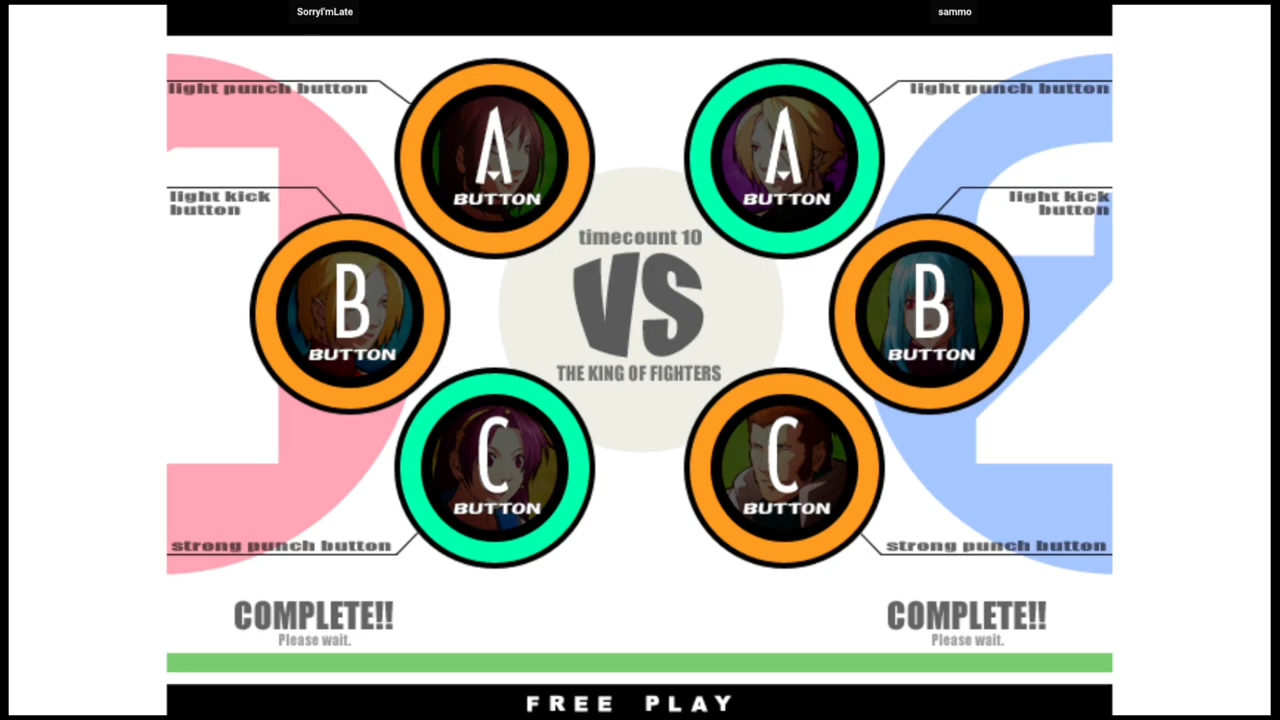 SorryI'mLate
sammo
light punch button
light punch button
A
BUTTON
A
BUTTON
light kick
button
light kick
button
timecount 10
VS
THE KING OF FIGHTERS
B
BUTTON
B
BUTTON
C
BUTTON
C
BUTTON
strong punch button
strong punch button
COMPLETE!!
Please wait.
COMPLETE!!
Please wait.
FREE PLAY